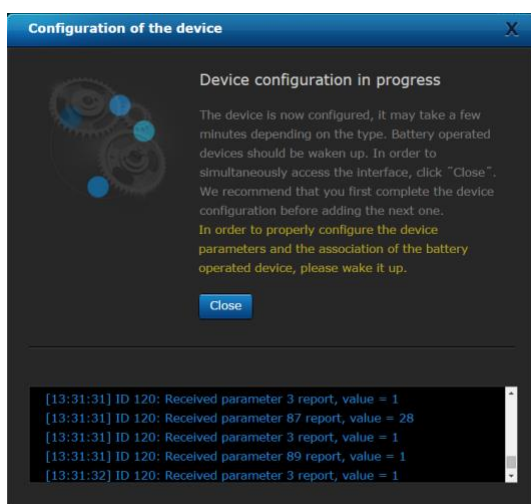 Configuration of the device
X
Device configuration in progress
The device is now configured, it may take a few
minutes depending on the type. Battery operated
devices should be waken up. In order to
simultaneously access the interface, click ¨Close¨.
We recommend that you first complete the device
configuration before adding the next one.
In order to properly configure the device
parameters and the association of the battery
operated device, please wake it up.
Close
[13:31:31] ID 120: Received parameter 3 report, value = 1
[13:31:31] ID 120: Received parameter 87 report, value = 28
[13:31:31] ID 120: Received parameter 3 report, value = 1
[13:31:31] ID 120: Received parameter 89 report, value = 1
[13:31:32] ID 120: Received parameter 3 report, value = 1